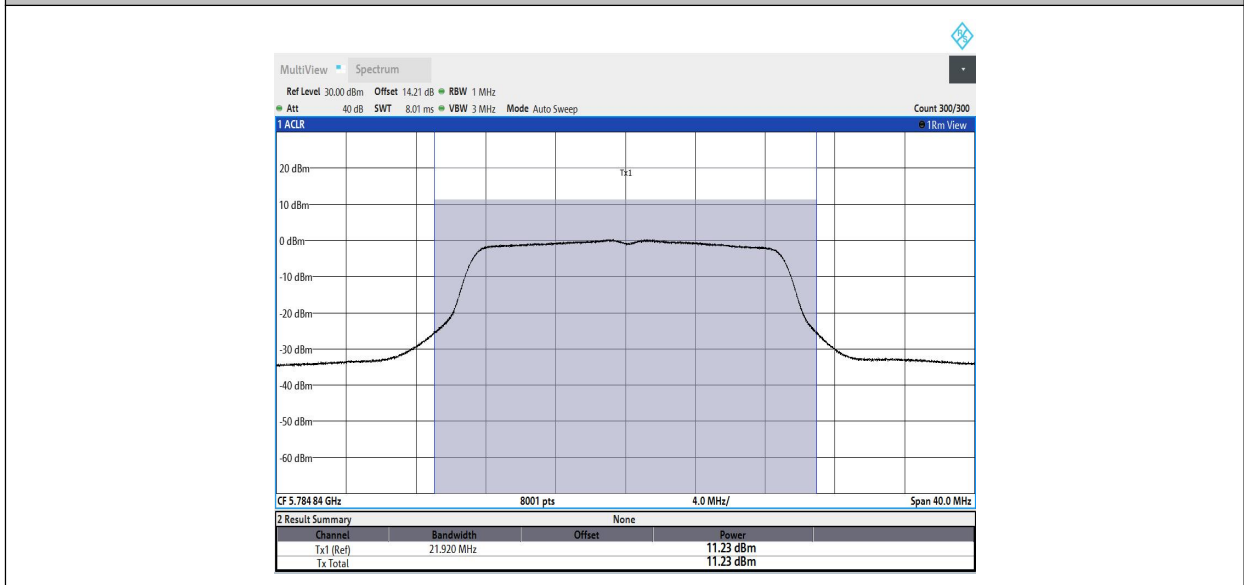 R&S
MultiView Spectrum
Ref Level 30.00 dBm Offset 14.21 dB RBW 1 MHz
Att 40 dB SWT 8.01 ms VBW 3 MHz Mode Auto Sweep Count 300/300
1 ACLR 1Rm View
Tx1
20 dBm
10 dBm
0 dBm
-10 dBm
-20 dBm
-30 dBm
-40 dBm
-50 dBm
-60 dBm
CF 5.784 84 GHz 8001 pts 4.0 MHz/ Span 40.0 MHz
2 Result Summary None
Channel Bandwidth Offset Power
Tx1 (Ref) 21.920 MHz 11.23 dBm
Tx Total 11.23 dBm